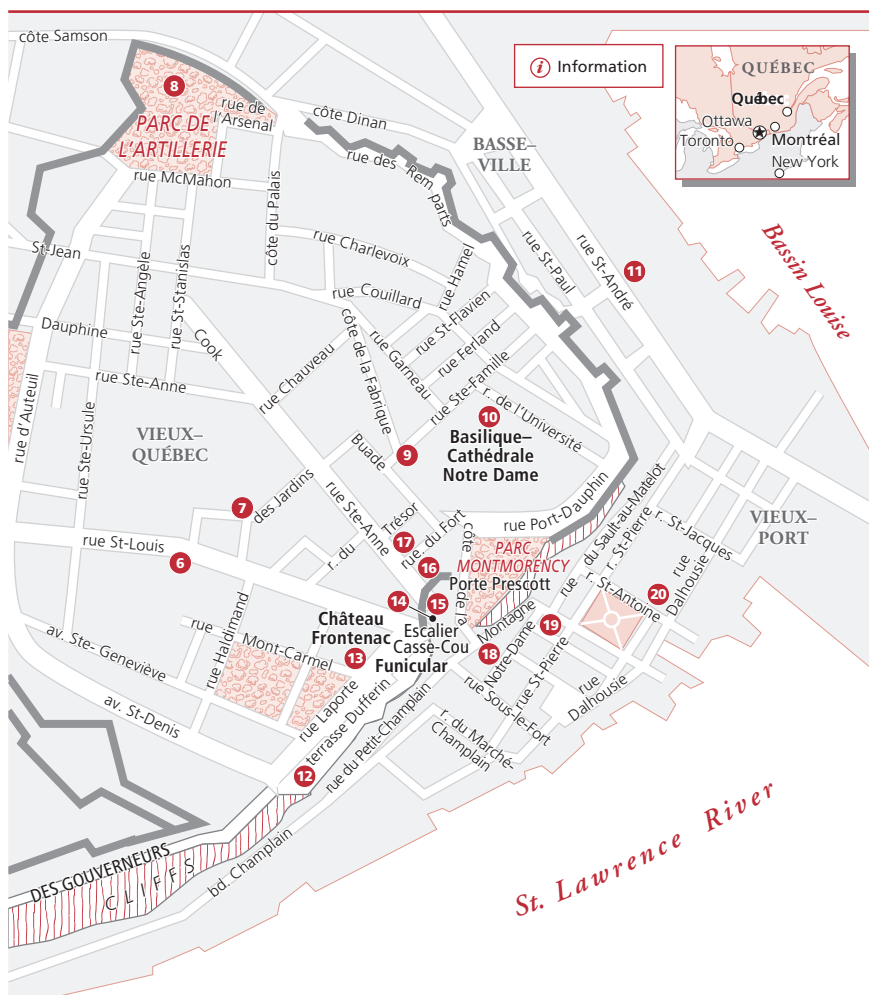 côte Samson
i Information
QUÉBEC
Québec
Ottawa
Toronto
Montréal
New York
8
rue de
l'Arsenal
PARC DE
L'ARTILLERIE
côte Dinan
BASSE–
VILLE
rue des Remparts
rue McMahon
côte du Palais
St-Jean
rue Charlevoix
rue Hamel
rue St-Paul
rue St-André
11
Bassin Louise
rue Ste-Angèle
rue St-Stanislas
rue Couillard
rue St-Flavien
Dauphine
Cook
côte de la Fabrique
rue Garneau
rue Ferland
rue Chauveau
rue Ste-Anne
rue Ste-Famille
r. de l'Université
rue d'Auteuil
rue Ste-Ursule
10
Basilique–
Cathédrale
Notre Dame
VIEUX–
QUÉBEC
Buade
9
7
des Jardins
rue Ste-Anne
Trésor
rue Port-Dauphin
rue du Sault-au-Matelot
r. St-Pierre
r. St-Jacques
VIEUX–
PORT
rue St-Louis
6
r. du
17
rue. du Fort
côte de la Montagne
16
PARC
MONTMORENCY
Porte Prescott
r. St-Antoine
20
rue Dalhousie
14
15
Escalier
Casse-Cou
Funicular
Château
Frontenac
13
19
18
Notre-Dame
rue St-Pierre
rue Haldimand
rue Mont-Carmel
av. Ste- Geneviève
rue Sous-le-Fort
rue Dalhousie
av. St-Denis
rue Laporte
terrasse Dufferin
rue du Petit-Champlain
r. du Marché-
Champlain
12
St. Lawrence River
DES GOUVERNEURS
CLIFFS
bd. Champlain